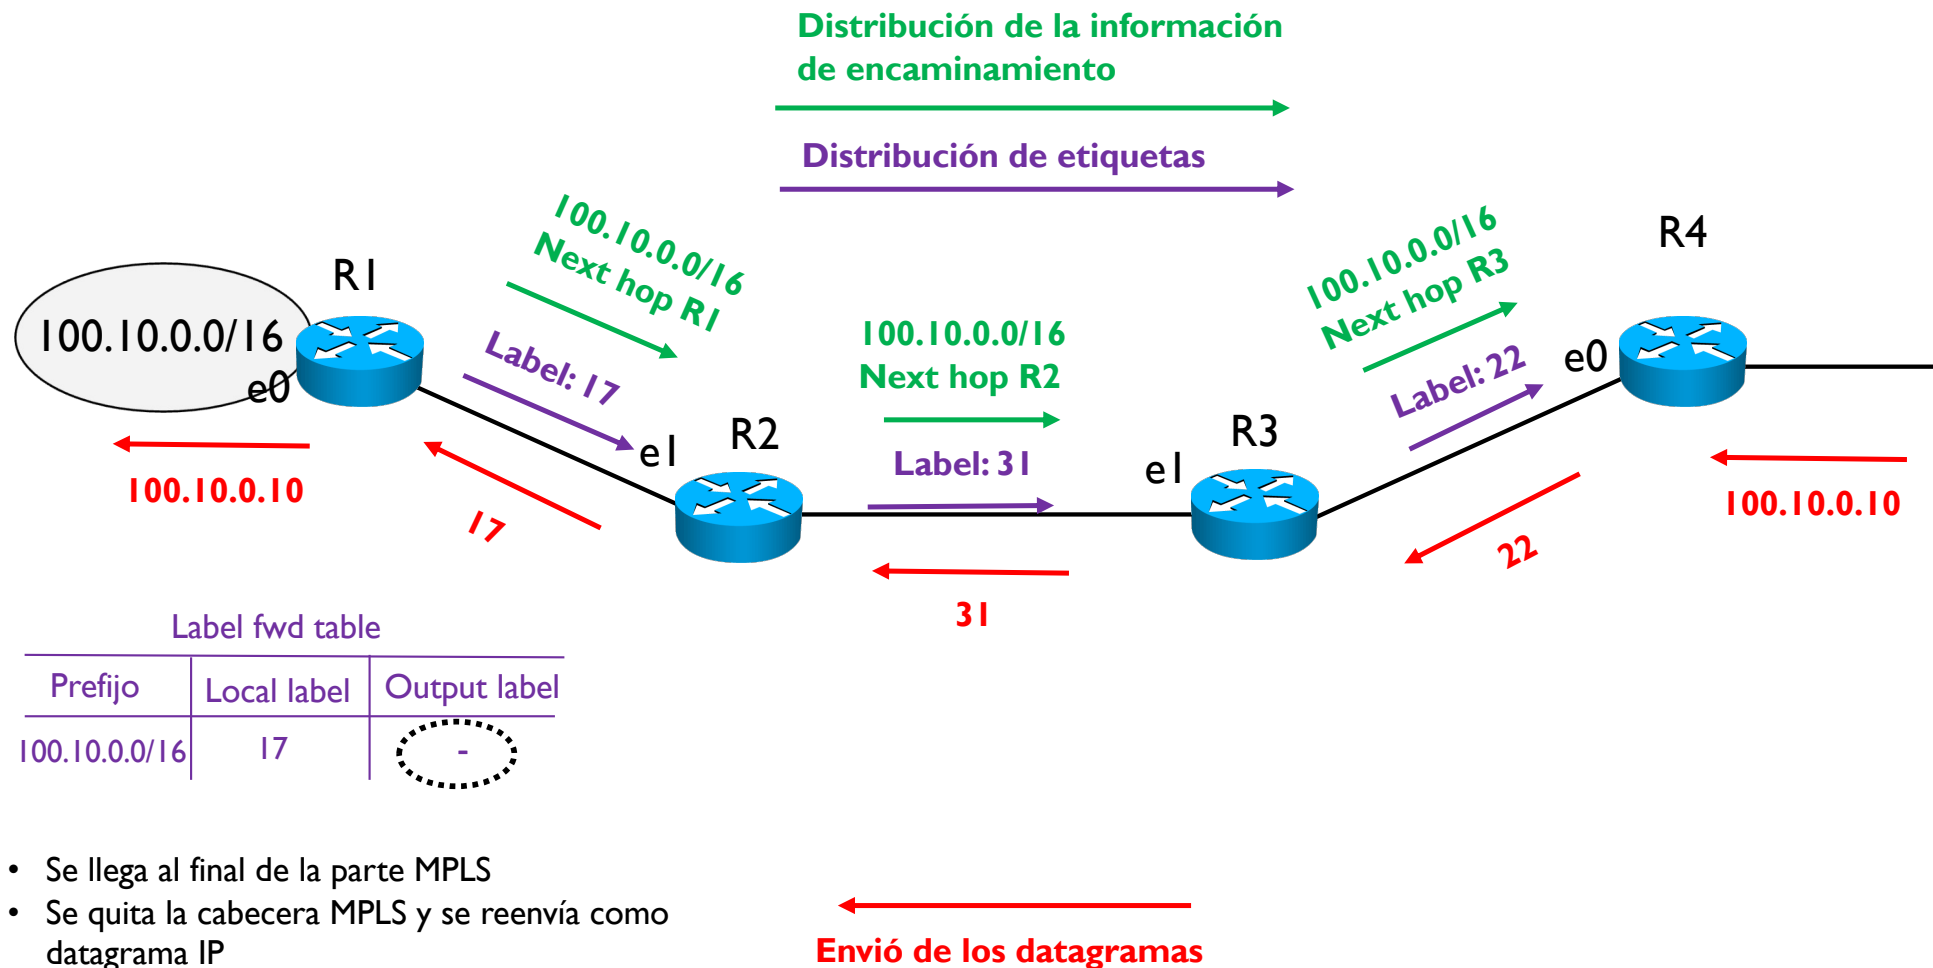 Distribución de la información
de encaminamiento
Distribución de etiquetas
100.10.0.0/16
Next hop R1
100.10.0.0/16
Next hop R3
R4
R1
100.10.0.0/16
e0
Label: 17
100.10.0.0/16
Next hop R2
Label: 22
e0
e1
R2
Label: 31
e1
R3
100.10.0.10
17
31
22
100.10.0.10
Label fwd table
Prefijo
Local label
Output label
100.10.0.0/16
17
-
• Se llega al final de la parte MPLS
• Se quita la cabecera MPLS y se reenvía como
datagrama IP
Envió de los datagramas